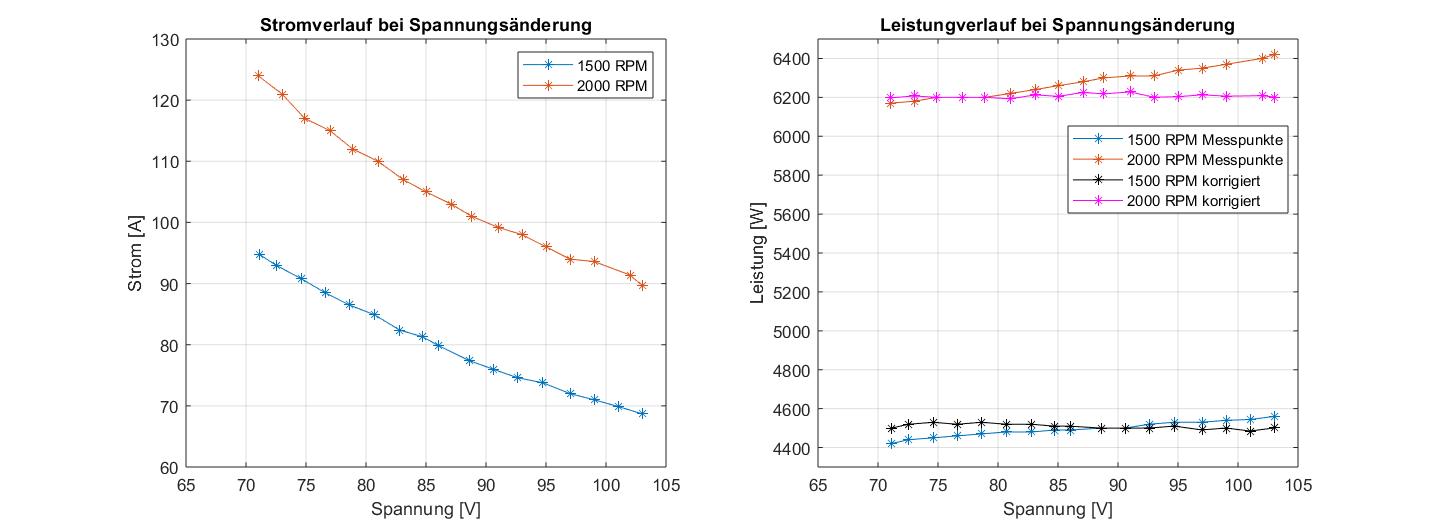 Stromverlauf bei Spannungsänderung
130
120
110
100
90
80
70
60
Strom [A]
1500 RPM
2000 RPM
65 70 75 80 85 90 95 100 105
Spannung [V]
Leistungverlauf bei Spannungsänderung
6400
6200
6000
5800
5600
5400
5200
5000
4800
4600
4400
Leistung [W]
1500 RPM Messpunkte
2000 RPM Messpunkte
1500 RPM korrigiert
2000 RPM korrigiert
65 70 75 80 85 90 95 100 105
Spannung [V]